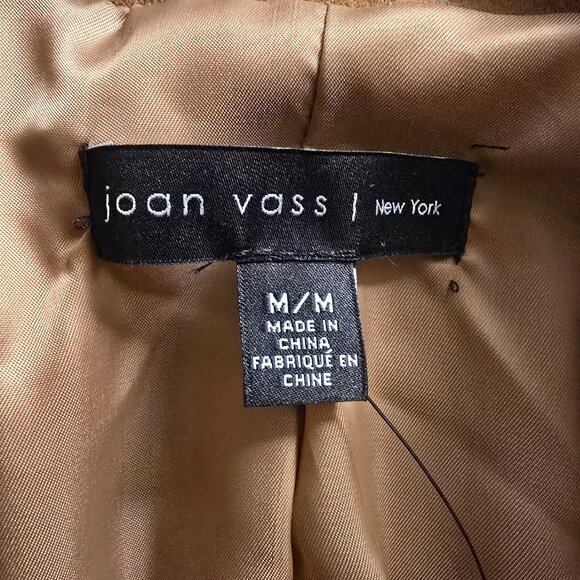 joan vass | New York
M/M
MADE IN
CHINA
FABRIQUÉ EN
CHINE